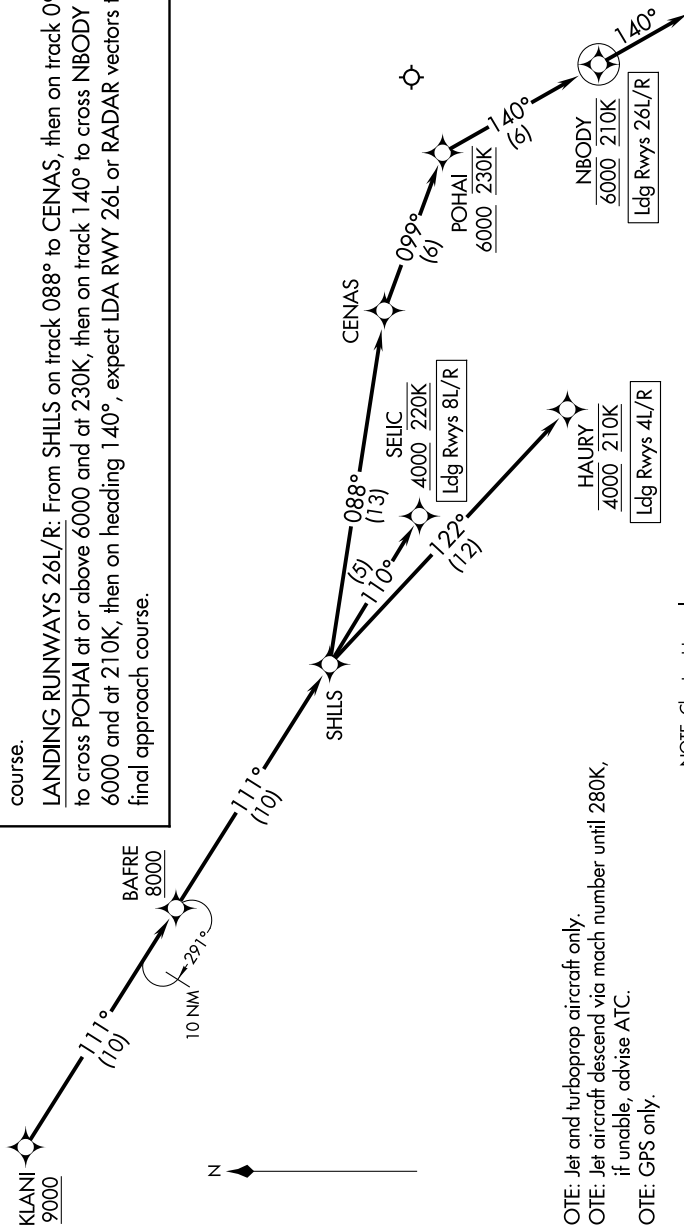 course.
LANDING RUNWAYS 26L/R: From SHLLS on track 088° to CENAS, then on track
to cross POHAI at or above 6000 and at 230K, then on track 140° to cross NBODY
6000 and at 210K, then on heading 140°, expect LDA RWY 26L or RADAR vectors
final approach course.
KLANI
9000
111°
(10)
BAFRE
8000
291°
10 NM
111°
(10)
SHLLS
088°
(13)
(5)
110°
122°
(12)
CENAS
099°
(6)
POHAI
6000 230K
140°
(6)
NBODY
6000 210K
Ldg Rwys 26L/R
140°
SELIC
4000 220K
Ldg Rwys 8L/R
HAURY
4000 210K
Ldg Rwys 4L/R
N
OTE: Jet and turboprop aircraft only.
OTE: Jet aircraft descend via mach number until 280K,
if unable, advise ATC.
OTE: GPS only.